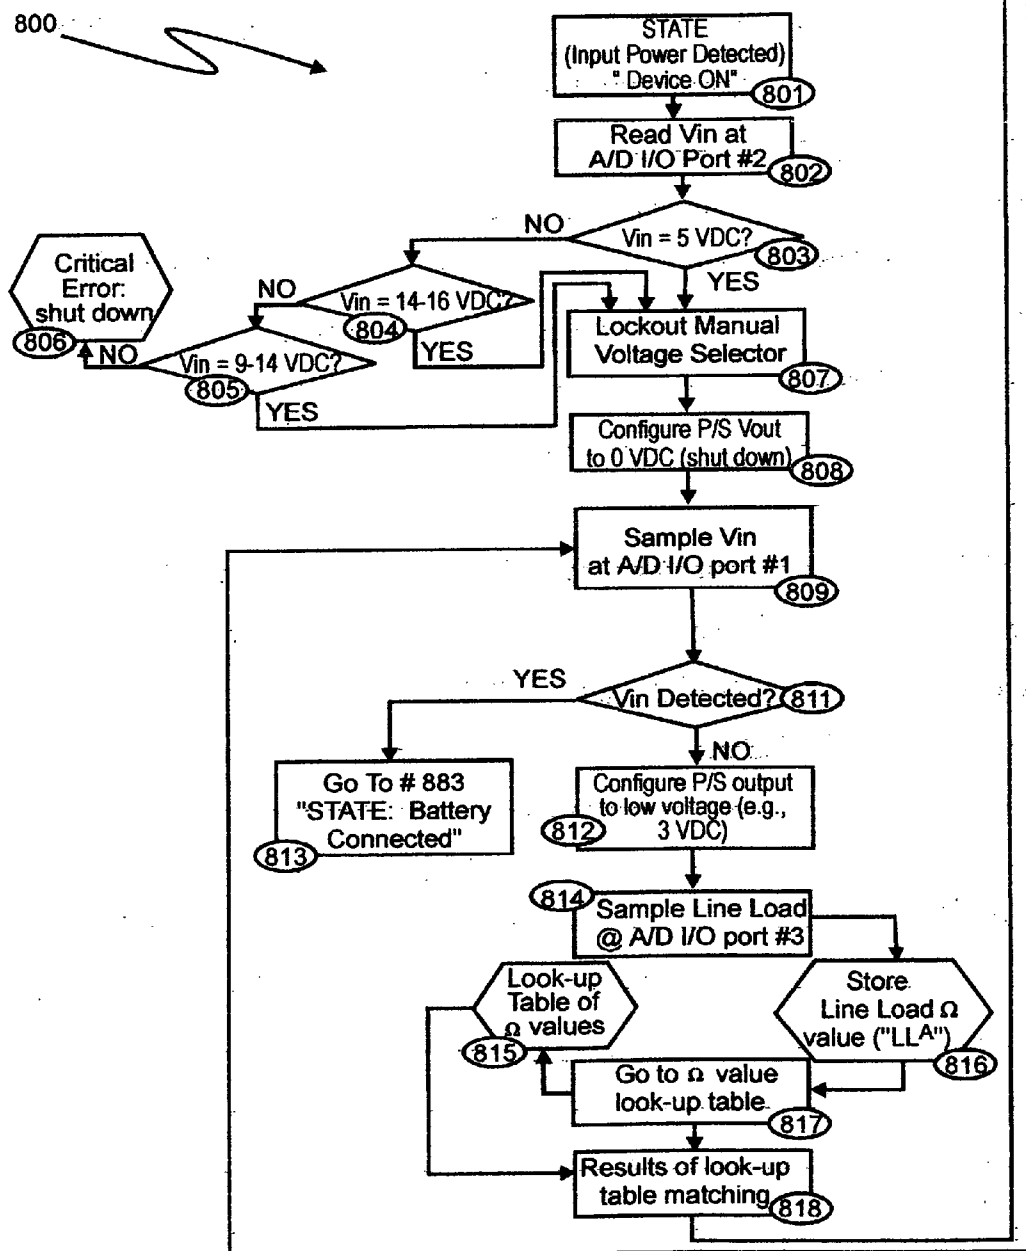 800
STATE
(Input Power Detected)
" Device ON"
801
Read Vin at
A/D I/O Port #2
802
Vin = 5 VDC?
803
NO
YES
Vin = 14-16 VDC?
804
NO
YES
Vin = 9-14 VDC?
805
NO
YES
Critical
Error:
shut down
806
Lockout Manual
Voltage Selector
807
Configure P/S Vout
to 0 VDC (shut down)
808
Sample Vin
at A/D I/O port #1
809
Vin Detected?
811
YES
NO
Go To # 883
"STATE: Battery
Connected"
813
Configure P/S output
to low voltage (e.g.,
3 VDC)
812
814
Sample Line Load
@ A/D I/O port #3
Look-up
Table of
Ω values
815
Store
Line Load Ω
value ("LLA")
816
Go to Ω value
look-up table
817
Results of look-up
table matching
818